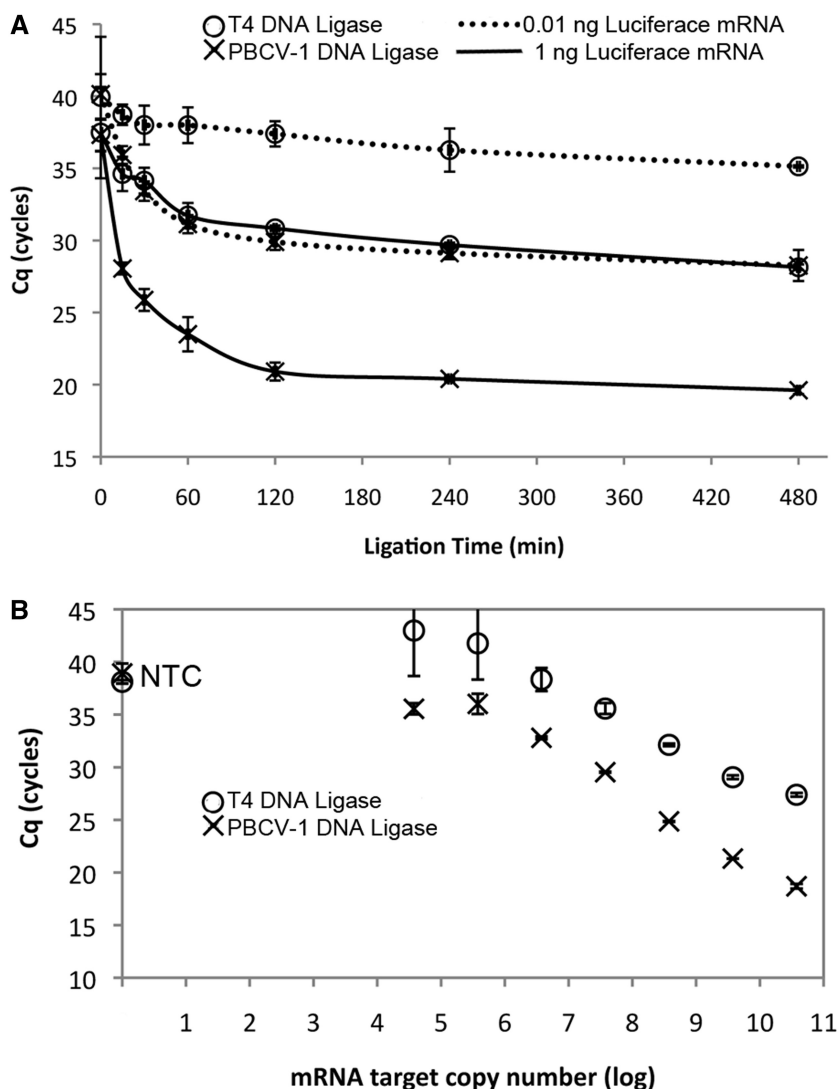 A
T4 DNA Ligase
0.01 ng Luciferace mRNA
PBCV-1 DNA Ligase
1 ng Luciferace mRNA
45
40
35
30
25
20
15
Cq (cycles)
0 60 120 180 240 300 360 420 480
Ligation Time (min)
B
45
40
35
30
25
20
15
10
Cq (cycles)
NTC
T4 DNA Ligase
PBCV-1 DNA Ligase
1 2 3 4 5 6 7 8 9 10 11
mRNA target copy number (log)